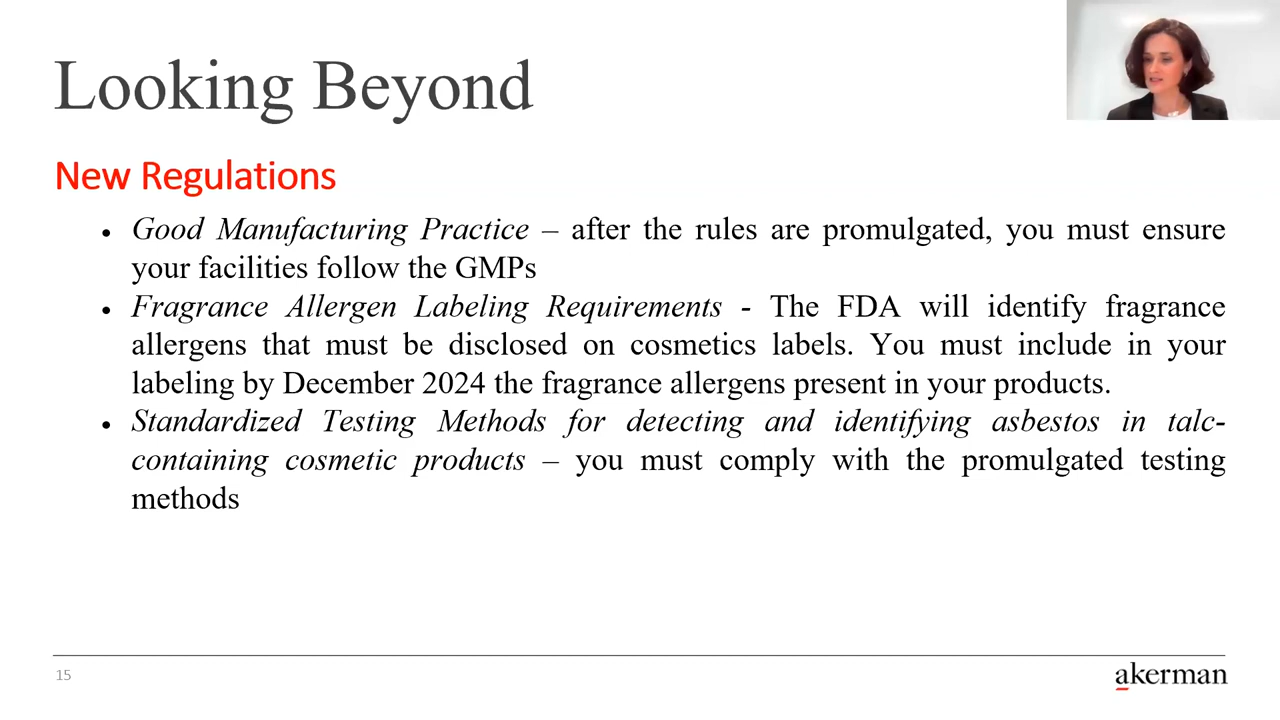 Looking Beyond
New Regulations
• Good Manufacturing Practice – after the rules are promulgated, you must ensure
your facilities follow the GMPs
• Fragrance Allergen Labeling Requirements - The FDA will identify fragrance
allergens that must be disclosed on cosmetics labels. You must include in your
labeling by December 2024 the fragrance allergens present in your products.
• Standardized Testing Methods for detecting and identifying asbestos in talc-
containing cosmetic products – you must comply with the promulgated testing
methods
15
akerman